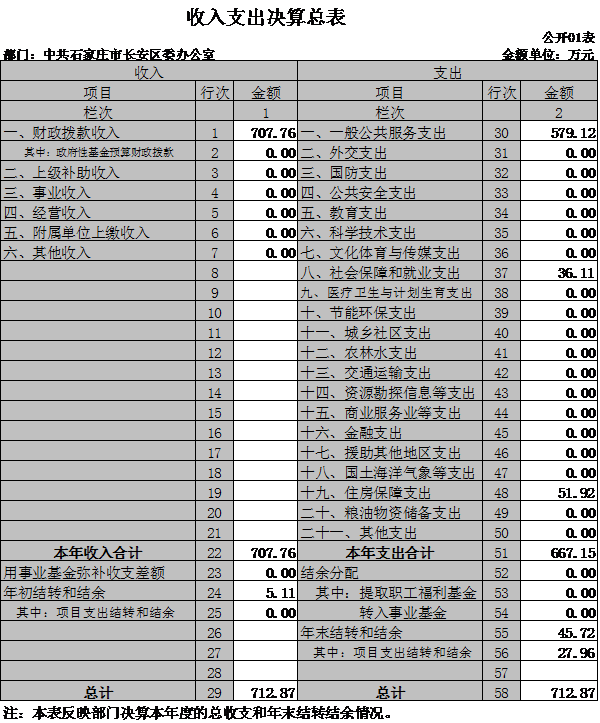 收入支出决算总表
公开01表
部门：中共石家庄市长安区委办公室 金额单位：万元
收入 支出
项目 行次 金额 项目 行次 金额
栏次 1 栏次 2
一、财政拨款收入 1 707.76 一、一般公共服务支出 30 579.12
其中：政府性基金预算财政拨款 2 0.00 二、外交支出 31 0.00
二、上级补助收入 3 0.00 三、国防支出 32 0.00
三、事业收入 4 0.00 四、公共安全支出 33 0.00
四、经营收入 5 0.00 五、教育支出 34 0.00
五、附属单位上缴收入 6 0.00 六、科学技术支出 35 0.00
六、其他收入 7 0.00 七、文化体育与传媒支出 36 0.00
8 八、社会保障和就业支出 37 36.11
9 九、医疗卫生与计划生育支出 38 0.00
10 十、节能环保支出 39 0.00
11 十一、城乡社区支出 40 0.00
12 十二、农林水支出 41 0.00
13 十三、交通运输支出 42 0.00
14 十四、资源勘探信息等支出 43 0.00
15 十五、商业服务业等支出 44 0.00
16 十六、金融支出 45 0.00
17 十七、援助其他地区支出 46 0.00
18 十八、国土海洋气象等支出 47 0.00
19 十九、住房保障支出 48 51.92
20 二十、粮油物资储备支出 49 0.00
21 二十一、其他支出 50 0.00
本年收入合计 22 707.76 本年支出合计 51 667.15
用事业基金弥补收支差额 23 0.00 结余分配 52 0.00
年初结转和结余 24 5.11 其中：提取职工福利基金 53 0.00
其中：项目支出结转和结余 25 0.00 转入事业基金 54 0.00
26 年末结转和结余 55 45.72
27 其中：项目支出结转和结余 56 27.96
28 57
总计 29 712.87 总计 58 712.87
注：本表反映部门决算本年度的总收支和年末结转结余情况。